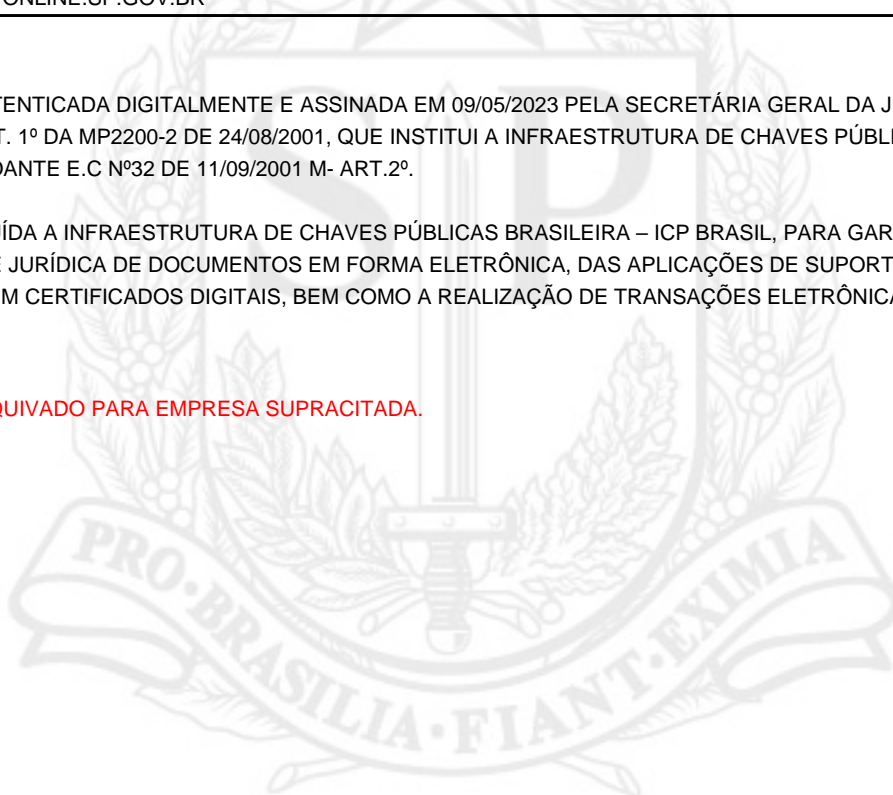 ONLINE.SP.GOV.BR
TENTICADA DIGITALMENTE E ASSINADA EM 09/05/2023 PELA SECRETÁRIA GERAL DA J
T. 1º DA MP2200-2 DE 24/08/2001, QUE INSTITUI A INFRAESTRUTURA DE CHAVES PÚBLI
DANTE E.C Nº32 DE 11/09/2001 M- ART.2º.
ÍDA A INFRAESTRUTURA DE CHAVES PÚBLICAS BRASILEIRA – ICP BRASIL, PARA GAR
E JURÍDICA DE DOCUMENTOS EM FORMA ELETRÔNICA, DAS APLICAÇÕES DE SUPORT
M CERTIFICADOS DIGITAIS, BEM COMO A REALIZAÇÃO DE TRANSAÇÕES ELETRÔNICA
QUIVADO PARA EMPRESA SUPRACITADA.
SP
PRO·BRASILIA·FIANT·EXIMIA